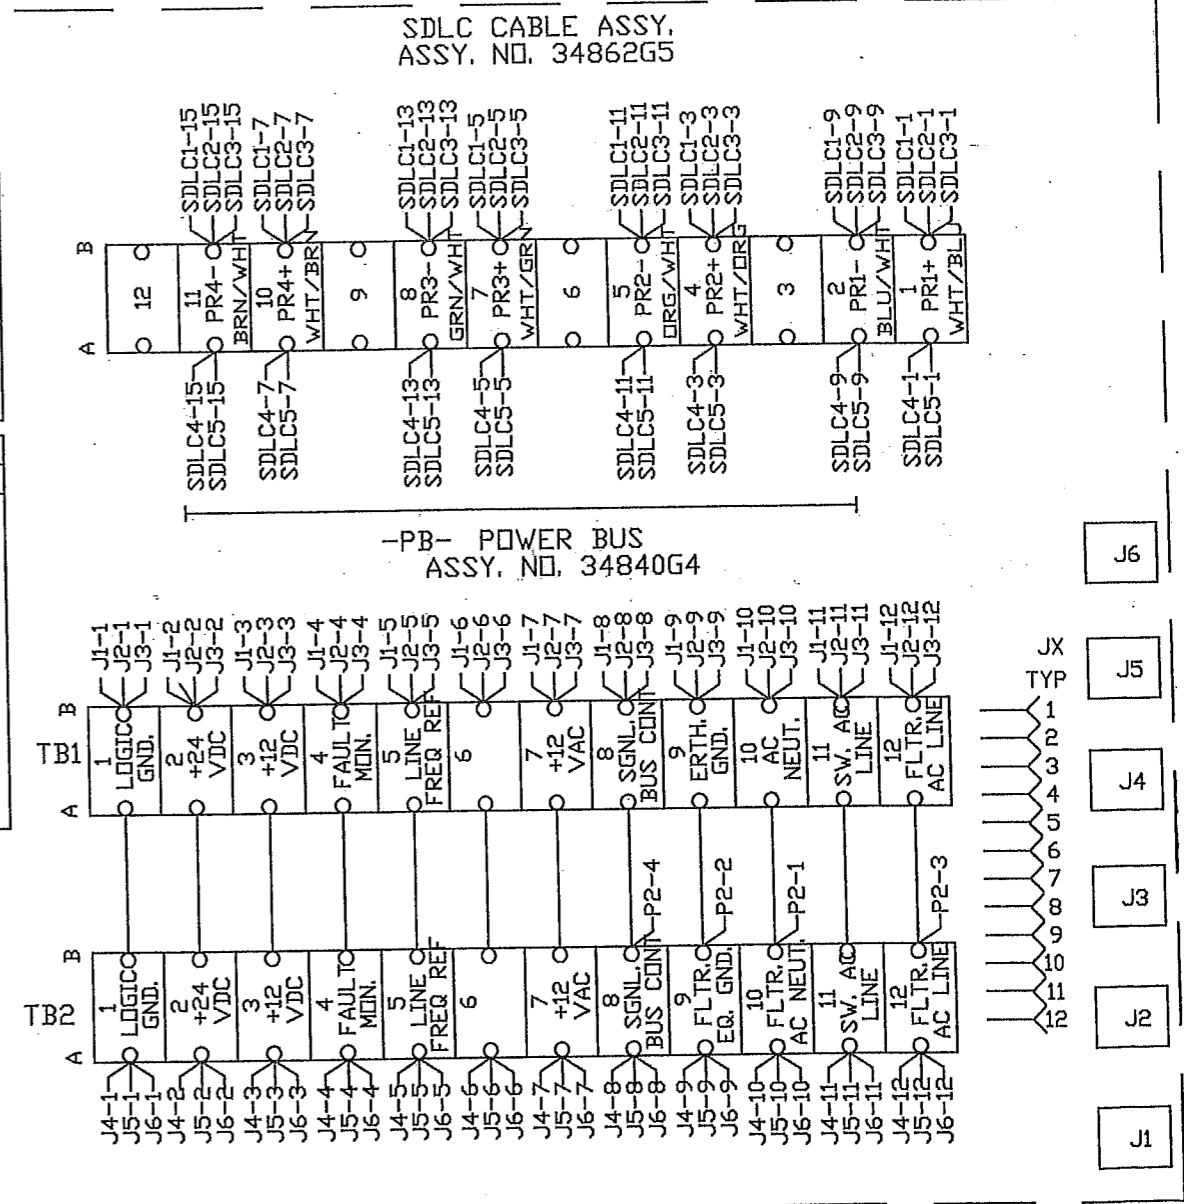 SDLC CABLE ASSY.
ASSY. NO. 34862G5
SDLC1-15
SDLC2-15
SDLC3-15
SDLC1-7
SDLC2-7
SDLC3-7
SDLC1-13
SDLC2-13
SDLC3-13
SDLC1-5
SDLC2-5
SDLC3-5
SDLC1-11
SDLC2-11
SDLC3-11
SDLC1-3
SDLC2-3
SDLC3-3
SDLC1-9
SDLC2-9
SDLC3-9
SDLC1-1
SDLC2-1
SDLC3-1
B
A
12
11
PR4-
BRN/WHT
10
PR4+
WHT/BRN
9
8
PR3-
GRN/WHT
7
PR3+
WHT/GRN
6
5
PR2-
ORG/WHT
4
PR2+
WHT/ORG
3
2
PR1-
BLU/WHT
1
PR1+
WHT/BLU
SDLC4-15
SDLC5-15
SDLC4-7
SDLC5-7
SDLC4-13
SDLC5-13
SDLC4-5
SDLC5-5
SDLC4-11
SDLC5-11
SDLC4-3
SDLC5-3
SDLC4-9
SDLC5-9
SDLC4-1
SDLC5-1
-PB- POWER BUS
ASSY. NO. 34840G4
J1-1
J2-1
J3-1
J1-2
J2-2
J3-2
J1-3
J2-3
J3-3
J1-4
J2-4
J3-4
J1-5
J2-5
J3-5
J1-6
J2-6
J3-6
J1-7
J2-7
J3-7
J1-8
J2-8
J3-8
J1-9
J2-9
J3-9
J1-10
J2-10
J3-10
J1-11
J2-11
J3-11
J1-12
J2-12
J3-12
TB1
B
A
1
LOGIC
GND.
2
+24
VDC
3
+12
VDC
4
FAULT
MON.
5
LINE
FREQ REF
6
7
+12
VAC
8
SGNL.
BUS CONT
9
ERTH.
GND.
10
AC
NEUT.
11
SW. AC
LINE
12
FLTR.
AC LINE
P2-4
P2-2
P2-1
P2-3
TB2
B
A
1
LOGIC
GND.
2
+24
VDC
3
+12
VDC
4
FAULT
MON.
5
LINE
FREQ REF
6
7
+12
VAC
8
SGNL.
BUS CONT
9
FLTR.
EQ. GND.
10
FLTR.
AC NEUT.
11
SW. AC
LINE
12
FLTR.
AC LINE
J4-1
J5-1
J6-1
J4-2
J5-2
J6-2
J4-3
J5-3
J6-3
J4-4
J5-4
J6-4
J4-5
J5-5
J6-5
J4-6
J5-6
J6-6
J4-7
J5-7
J6-7
J4-8
J5-8
J6-8
J4-9
J5-9
J6-9
J4-10
J5-10
J6-10
J4-11
J5-11
J6-11
J4-12
J5-12
J6-12
JX
TYP
1
2
3
4
5
6
7
8
9
10
11
12
J6
J5
J4
J3
J2
J1